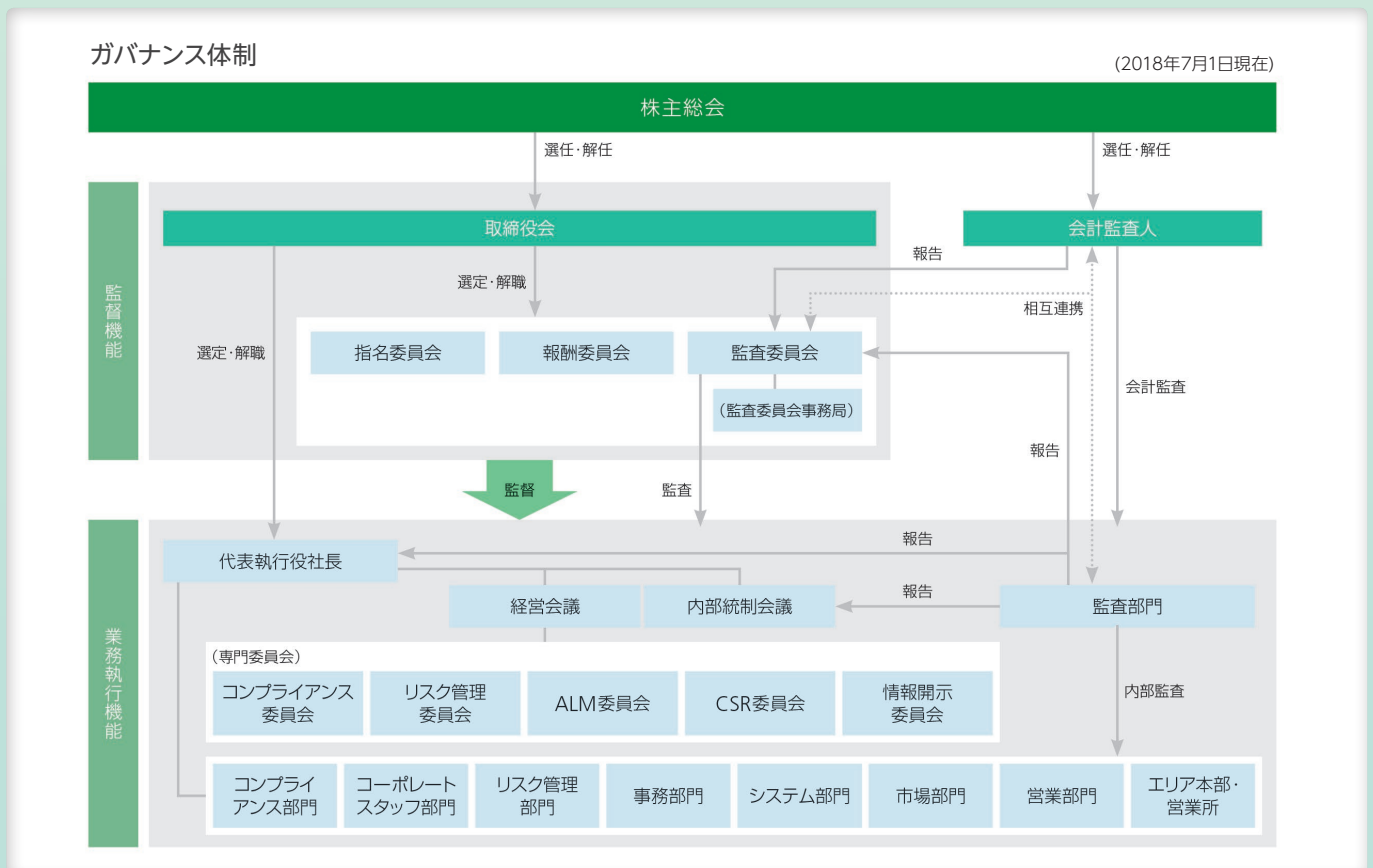 ガバナンス体制
(2018年7月1日現在)
株主総会
選任・解任
選任・解任
監督機能
取締役会
会計監査人
報告
選定・解職
相互連携
選定・解職
指名委員会
報酬委員会
監査委員会
(監査委員会事務局)
会計監査
報告
監督
監査
業務執行機能
代表執行役社長
報告
経営会議
内部統制会議
報告
監査部門
(専門委員会)
コンプライアンス
委員会
リスク管理
委員会
ALM委員会
CSR委員会
情報開示
委員会
内部監査
コンプライ
アンス部門
コーポレート
スタッフ部門
リスク管理
部門
事務部門
システム部門
市場部門
営業部門
エリア本部・
営業所